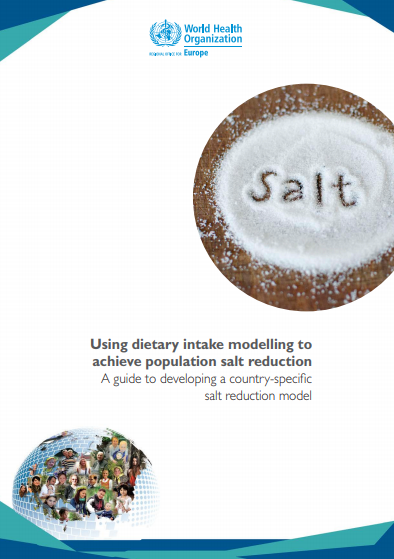 World Health
Organization
REGIONAL OFFICE FOR Europe
Salt
Using dietary intake modelling to
achieve population salt reduction
A guide to developing a country-specific
salt reduction model